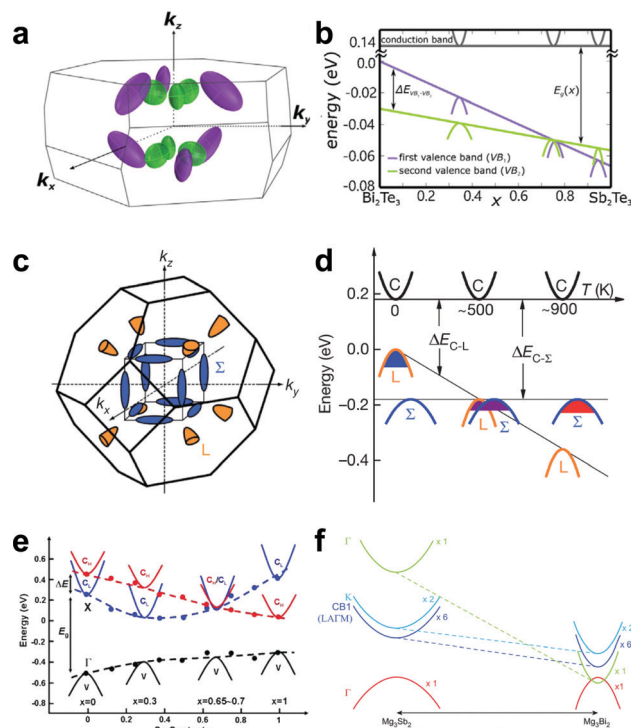 a
k_z
k_y
k_x
b
conduction band
0.14
0.0
-0.02
-0.04
-0.06
-0.08
energy (eV)
ΔE_VB₁-VB₂
E_g(x)
first valence band (VB₁)
second valence band (VB₂)
0.2 0.4 x 0.6 0.8
Bi₂Te₃ Sb₂Te₃
c
k_z
k_y
k_x
Σ
L
d
C C C T (K)
0 ~500 ~900
0.2
0.0
-0.2
-0.4
Energy (eV)
ΔE_C-L
ΔE_C-Σ
L
Σ L Σ Σ
L
e
0.6
0.4
0.2
0.0
-0.2
-0.4
-0.6
-0.8
Energy (eV)
C_H C_H C_L/C_L C_L
C_L C_L C_H
ΔE
E_g
X
Γ
V V V V
x=0 x=0.3 x=0.65~0.7 x=1
0 0.2 0.4 0.6 0.8 1
f
Γ x 1
K x 2
CB1 x 6
(LAΓM)
x 2
x 6
x 1
Γ x 1
x 1
Mg₃Sb₂ Mg₃Bi₂